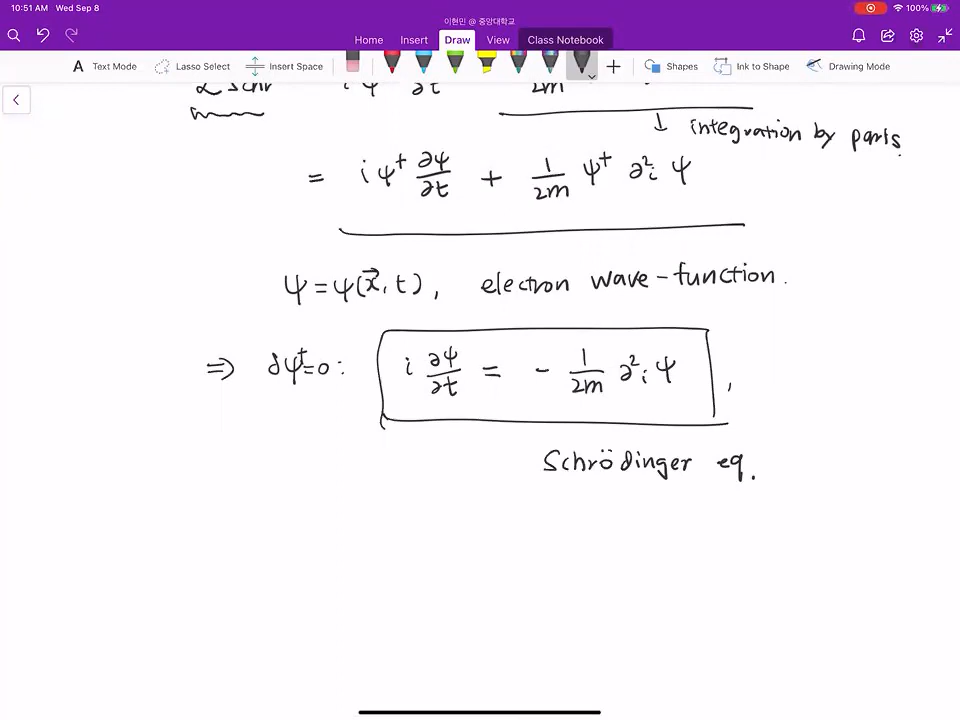 10:51 AM Wed Sep 8
100%
이현민 @ 중앙대학교
Home Insert Draw View Class Notebook
A Text Mode Lasso Select Insert Space Shapes Ink to Shape Drawing Mode
↓ integration by parts.
= iψ† ∂ψ/∂t + 1/2m ψ† ∂²ᵢ ψ
ψ = ψ(x⃗, t), electron wave-function.
⇒ δψ†=0 : i ∂ψ/∂t = - 1/2m ∂²ᵢ ψ ,
Schrödinger eq.